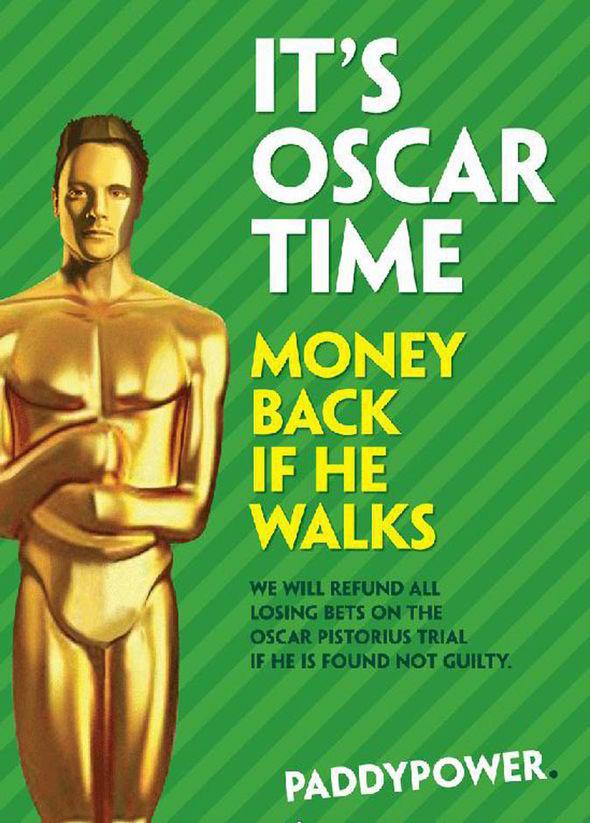 IT'S
OSCAR
TIME
MONEY
BACK
IF HE
WALKS
WE WILL REFUND ALL
LOSING BETS ON THE
OSCAR PISTORIUS TRIAL
IF HE IS FOUND NOT GUILTY.
PADDYPOWER.